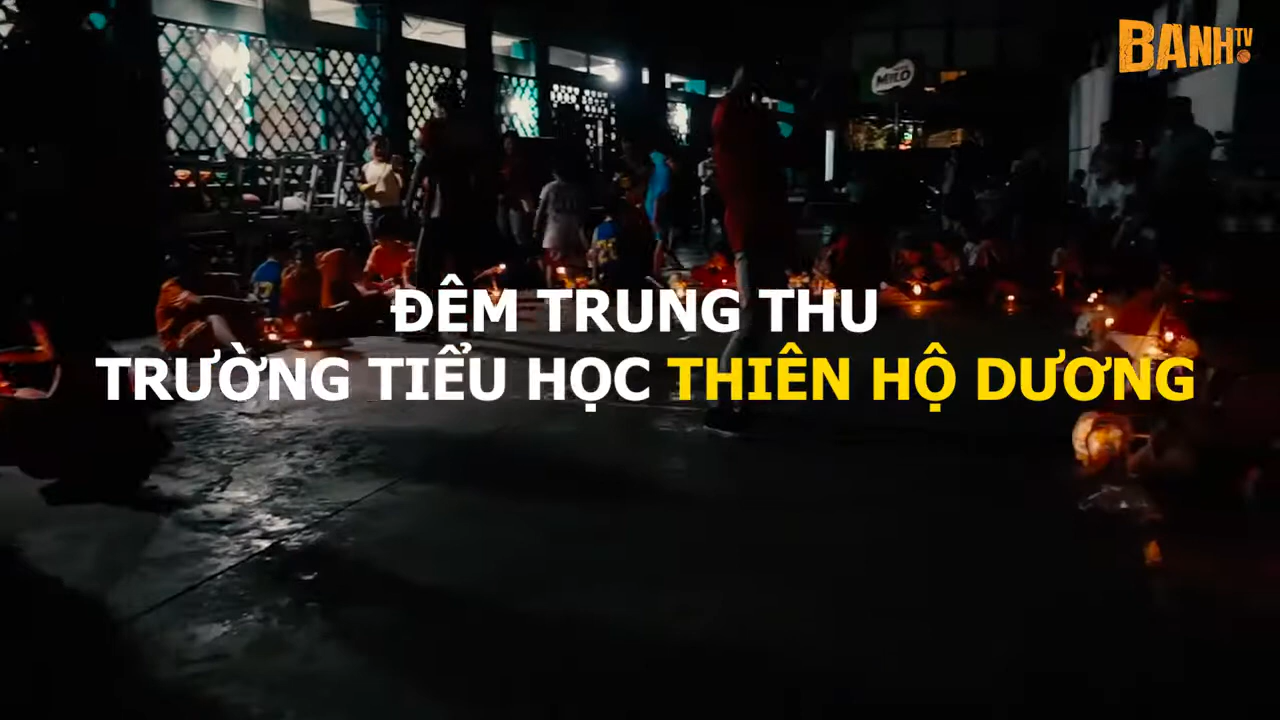 BANH TV
MILO
ĐÊM TRUNG THU
TRƯỜNG TIỂU HỌC THIÊN HỘ DƯƠNG